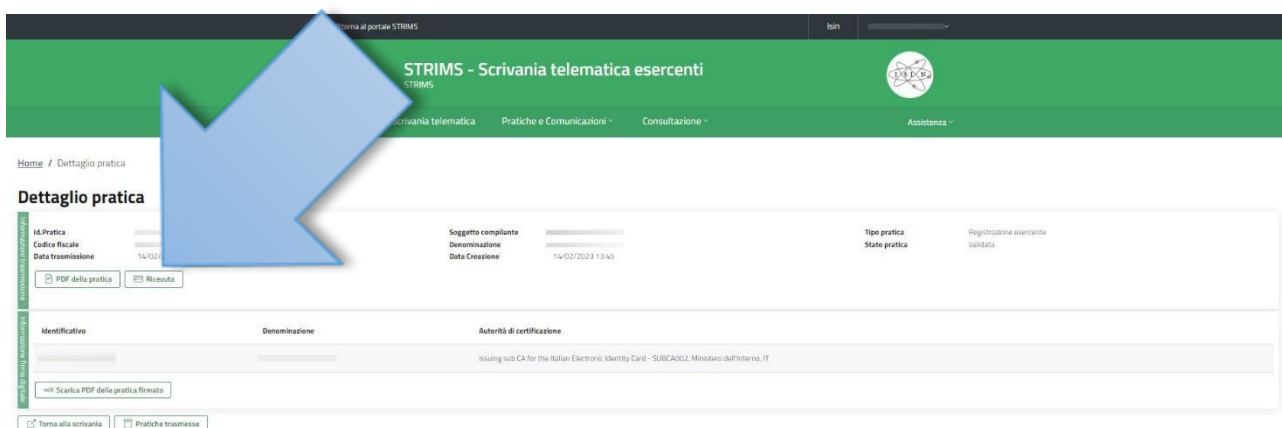 Ritorna al portale STRIMS
Isin
STRIMS - Scrivania telematica esercenti
STRIMS
ISIN
Scrivania telematica
Pratiche e Comunicazioni
Consultazione
Assistenza
Home / Dettaglio pratica
Dettaglio pratica
Informazione trasmissione
Id.Pratica
Soggetto compilante
Tipo pratica Registrazione esercente
Codice fiscale
Denominazione
Stato pratica Validata
Data trasmissione 14/02/
Data Creazione 14/02/2023 13:45
PDF della pratica
Ricevuta
Informazione firma digitale
Identificativo
Denominazione
Autorità di certificazione
Issuing sub CA for the Italian Electronic Identity Card - SUBCA002, Ministero dell'Interno, IT
Scarica PDF della pratica firmato
Torna alla scrivania
Pratiche trasmesse